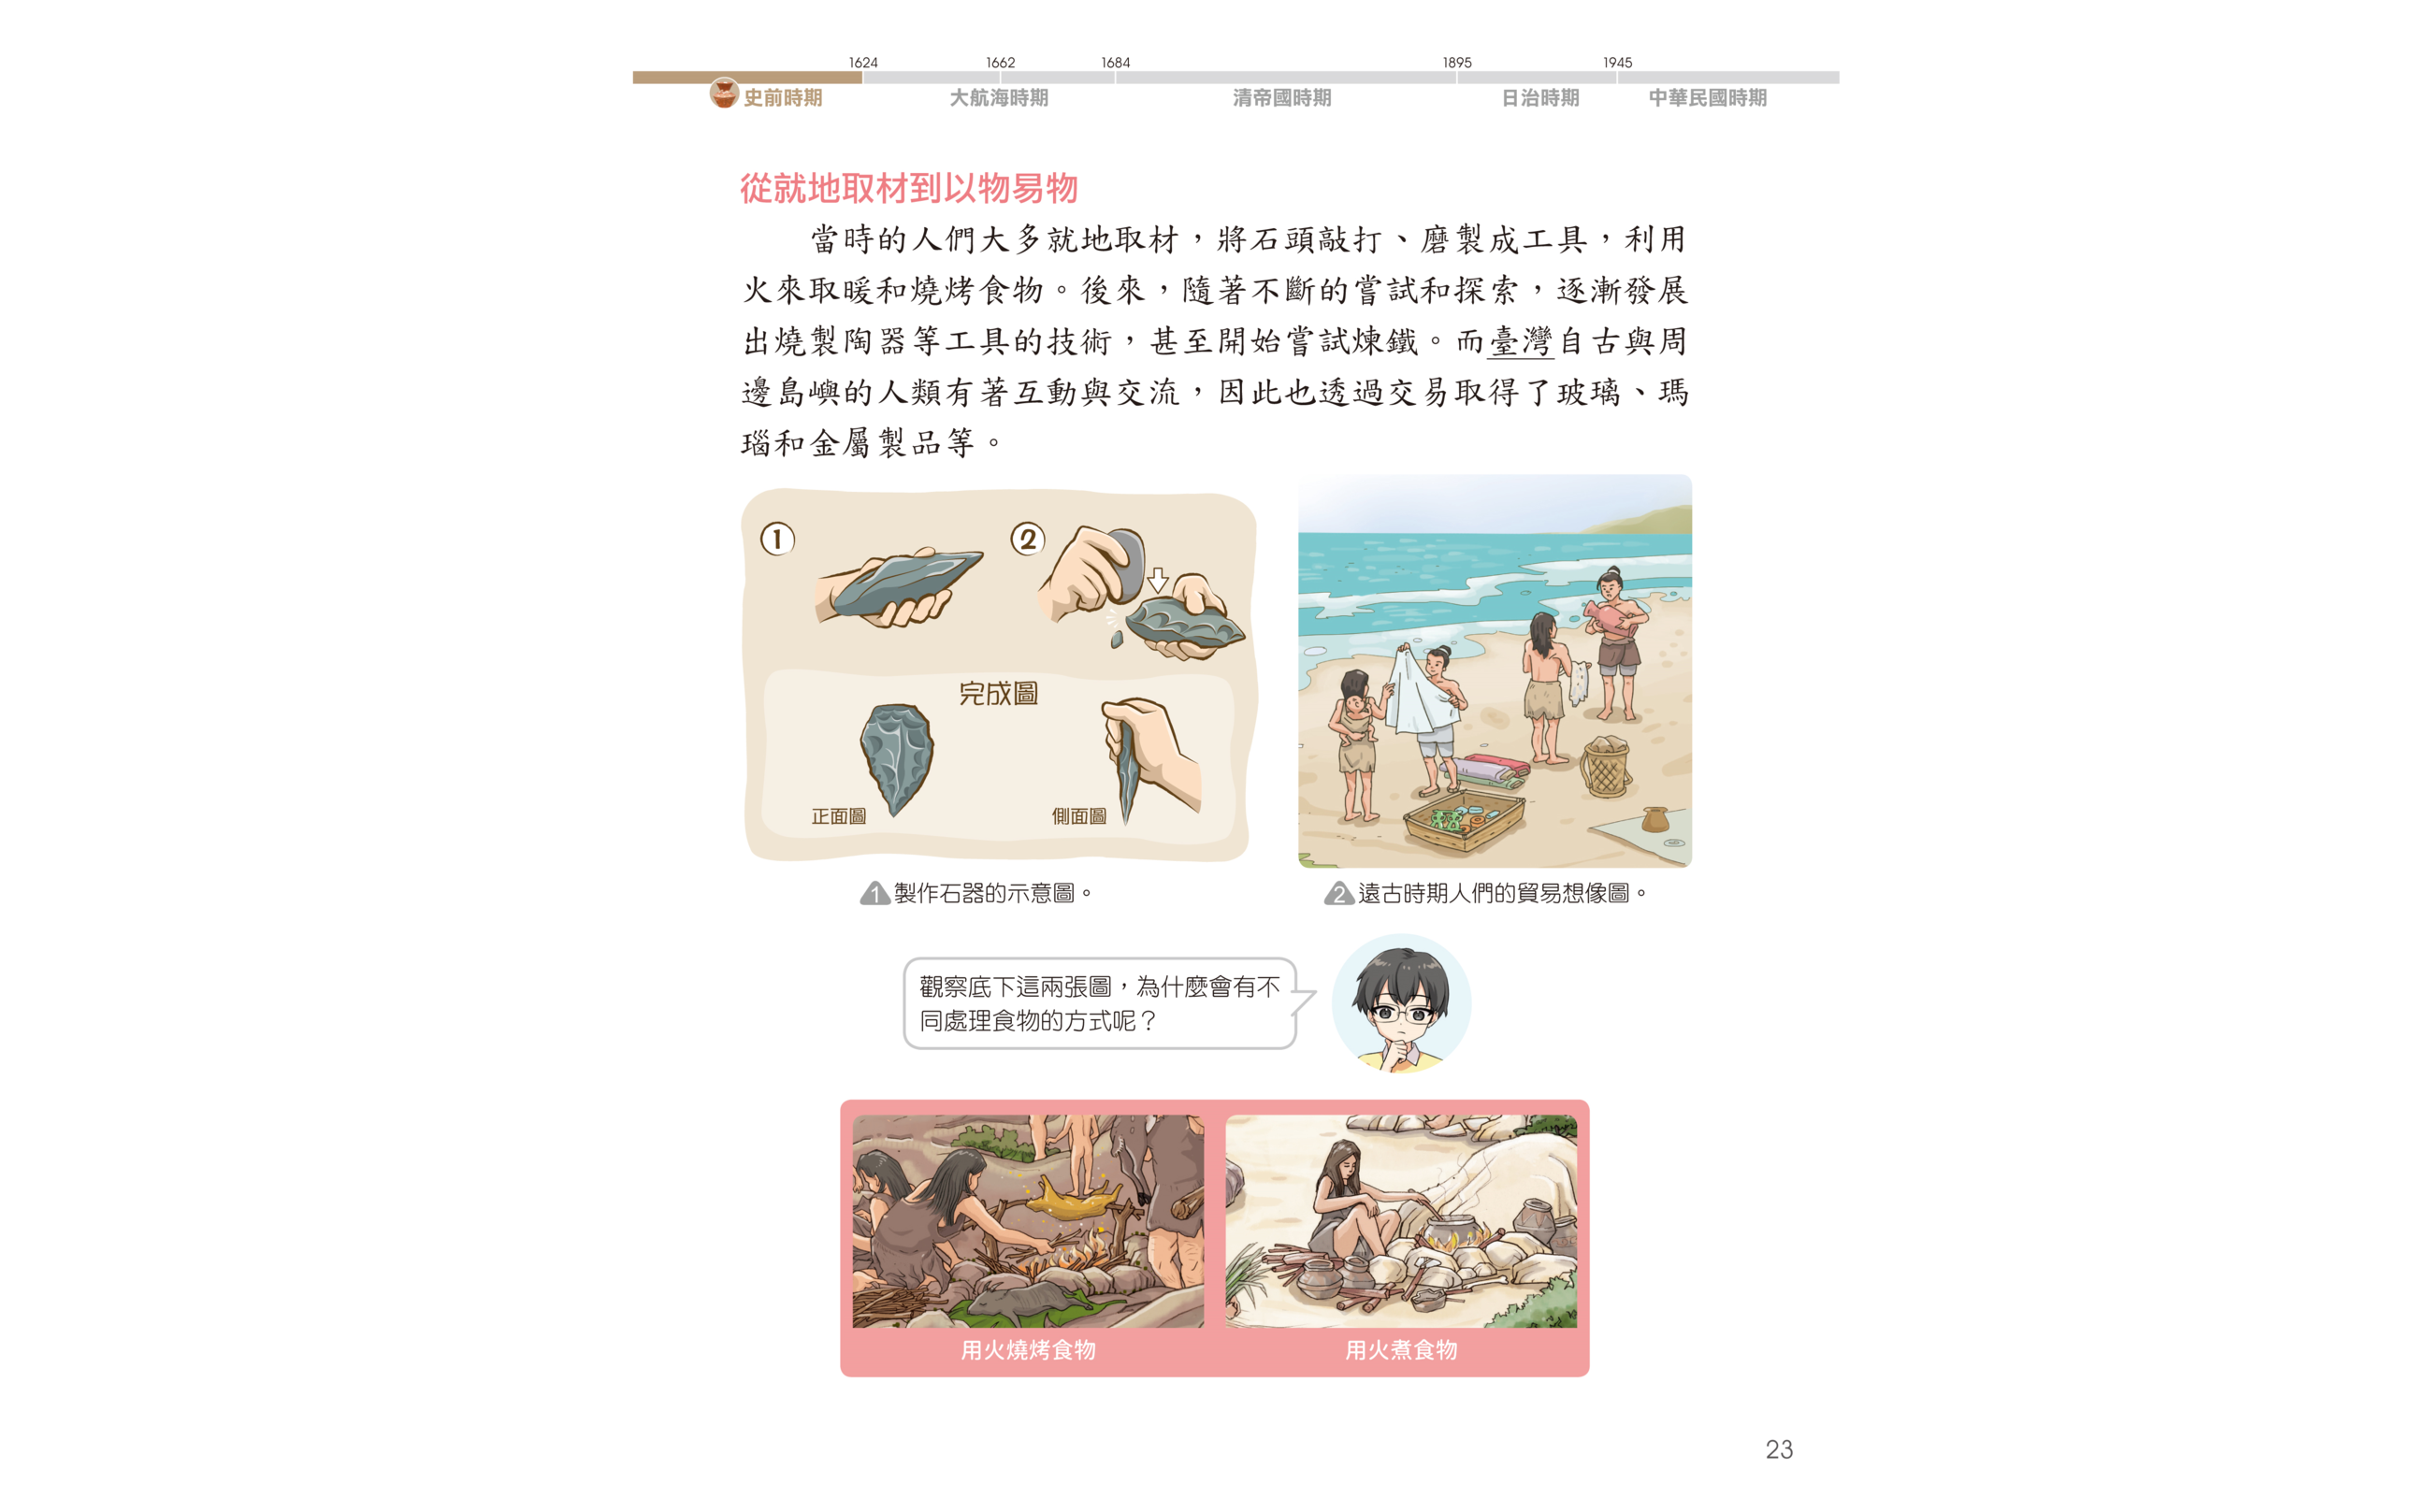 1624 1662 1684 1895 1945
史前時期 大航海時期 清帝國時期 日治時期 中華民國時期
從就地取材到以物易物
當時的人們大多就地取材，將石頭敲打、磨製成工具，利用
火來取暖和燒烤食物。後來，隨著不斷的嘗試和探索，逐漸發展
出燒製陶器等工具的技術，甚至開始嘗試煉鐵。而臺灣自古與周
邊島嶼的人類有著互動與交流，因此也透過交易取得了玻璃、瑪
瑙和金屬製品等。
1 2
完成圖
正面圖 側面圖
1 製作石器的示意圖。
2 遠古時期人們的貿易想像圖。
觀察底下這兩張圖，為什麼會有不
同處理食物的方式呢？
用火燒烤食物 用火煮食物
23